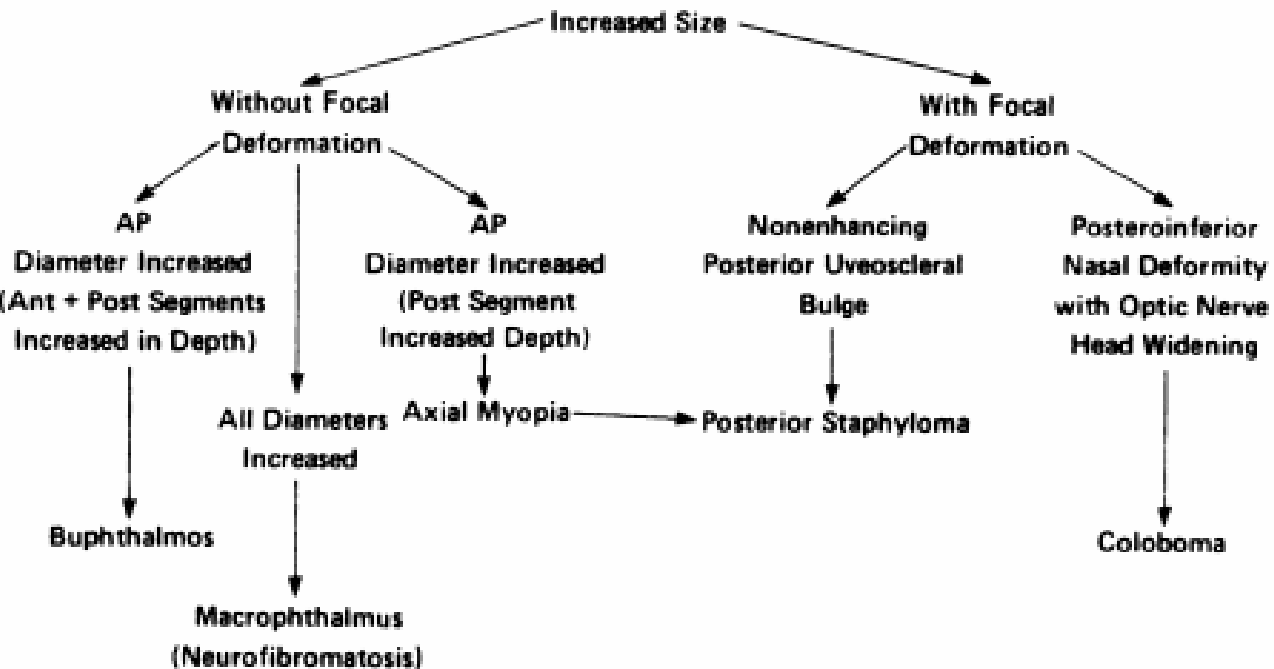 Increased Size
Without Focal
Deformation
With Focal
Deformation
AP
Diameter Increased
(Ant + Post Segments
Increased in Depth)
AP
Diameter Increased
(Post Segment
Increased Depth)
Nonenhancing
Posterior Uveoscleral
Bulge
Posteroinferior
Nasal Deformity
with Optic Nerve
Head Widening
All Diameters
Increased
Axial Myopia
Posterior Staphyloma
Buphthalmos
Coloboma
Macrophthalmus
(Neurofibromatosis)